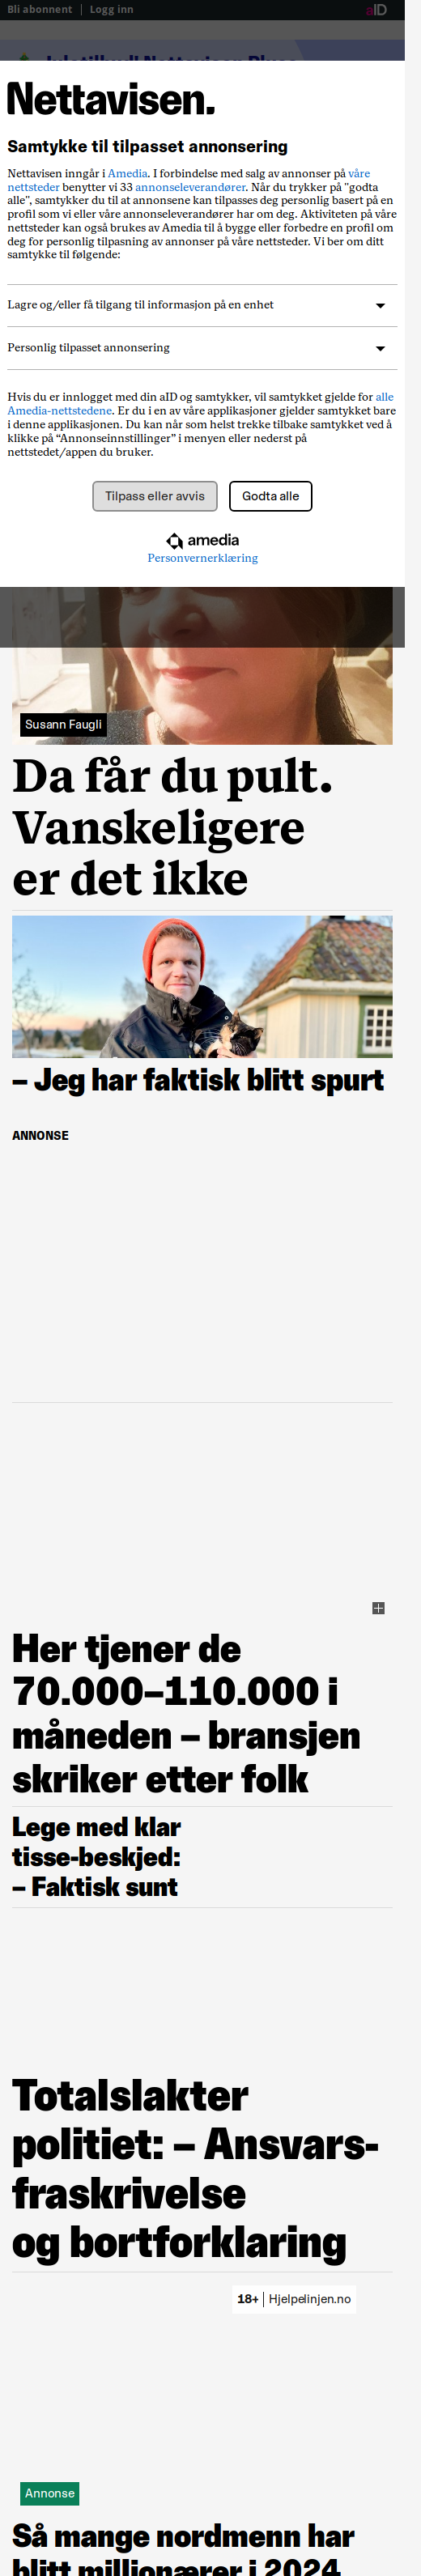 Bli abonnent | Logg inn
aID
Nettavisen.
Samtykke til tilpasset annonsering
Nettavisen inngår i Amedia. I forbindelse med salg av annonser på våre
nettsteder benytter vi 33 annonseleverandører. Når du trykker på "godta
alle", samtykker du til at annonsene kan tilpasses deg personlig basert på en
profil som vi eller våre annonseleverandører har om deg. Aktiviteten på våre
nettsteder kan også brukes av Amedia til å bygge eller forbedre en profil om
deg for personlig tilpasning av annonser på våre nettsteder. Vi ber om ditt
samtykke til følgende:
Lagre og/eller få tilgang til informasjon på en enhet
Personlig tilpasset annonsering
Hvis du er innlogget med din aID og samtykker, vil samtykket gjelde for alle
Amedia-nettstedene. Er du i en av våre applikasjoner gjelder samtykket bare
i denne applikasjonen. Du kan når som helst trekke tilbake samtykket ved å
klikke på “Annonseinnstillinger” i menyen eller nederst på
nettstedet/appen du bruker.
Tilpass eller avvis
Godta alle
amedia
Personvernerklæring
Susann Faugli
Da får du pult.
Vanskeligere
er det ikke
– Jeg har faktisk blitt spurt
ANNONSE
Her tjener de
70.000–110.000 i
måneden – bransjen
skriker etter folk
Lege med klar
tisse-beskjed:
– Faktisk sunt
Totalslakter
politiet: – Ansvars-
fraskrivelse
og bortforklaring
18+ | Hjelpelinjen.no
Annonse
Så mange nordmenn har
blitt millionærer i 2024